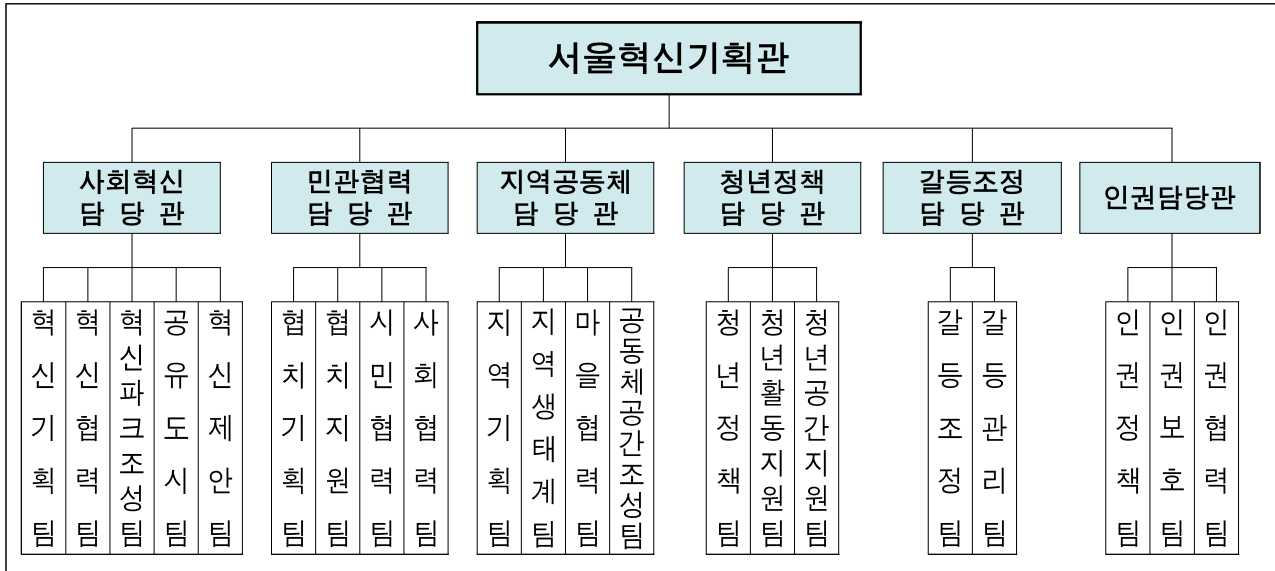 서울혁신기획관
사회혁신
담 당 관
민관협력
담 당 관
지역공동체
담 당 관
청년정책
담 당 관
갈등조정
담 당 관
인권담당관
혁신기획팀
혁신협력팀
혁신파크조성팀
공유도시팀
혁신제안팀
협치기획팀
협치지원팀
시민협력팀
사회협력팀
지역기획팀
지역생태계팀
마을협력팀
공동체공간조성팀
청년정책팀
청년활동지원팀
청년공간지원팀
갈등조정팀
갈등관리팀
인권정책팀
인권보호팀
인권협력팀